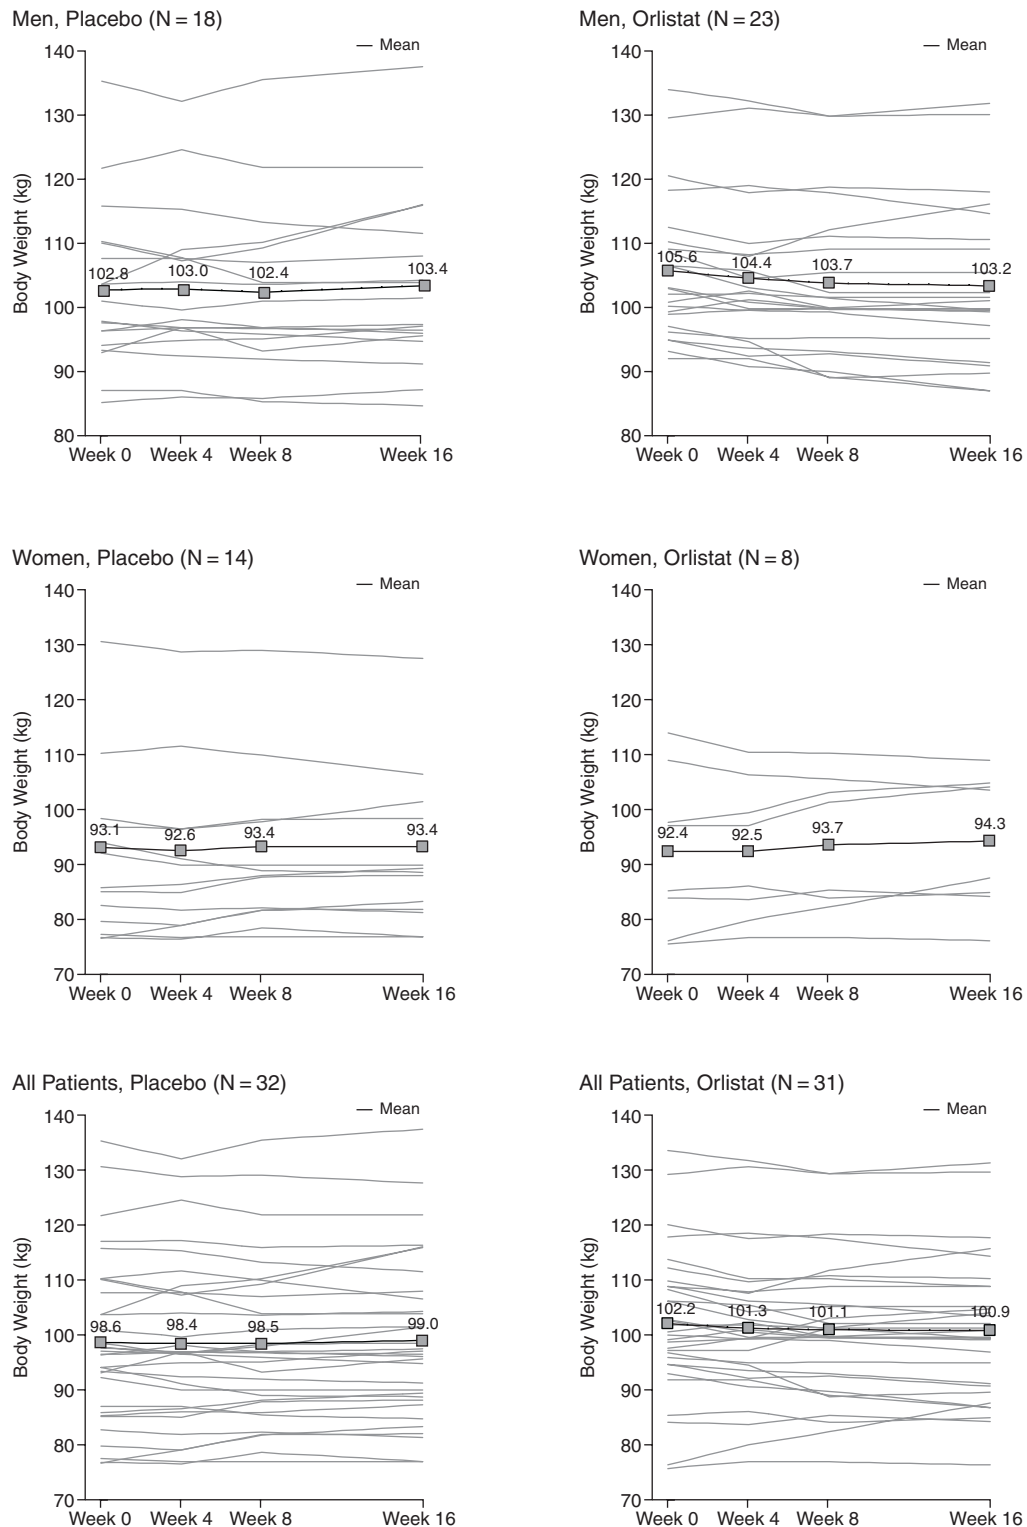 Men, Placebo (N = 18)
— Mean
Body Weight (kg)
140
130
120
110
100
90
80
102.8
103.0
102.4
103.4
Week 0 Week 4 Week 8 Week 16
Men, Orlistat (N = 23)
— Mean
Body Weight (kg)
140
130
120
110
100
90
80
105.6
104.4
103.7
103.2
Week 0 Week 4 Week 8 Week 16
Women, Placebo (N = 14)
— Mean
Body Weight (kg)
140
130
120
110
100
90
80
70
93.1
92.6
93.4
93.4
Week 0 Week 4 Week 8 Week 16
Women, Orlistat (N = 8)
— Mean
Body Weight (kg)
140
130
120
110
100
90
80
70
92.4
92.5
93.7
94.3
Week 0 Week 4 Week 8 Week 16
All Patients, Placebo (N = 32)
— Mean
Body Weight (kg)
140
130
120
110
100
90
80
70
98.6
98.4
98.5
99.0
Week 0 Week 4 Week 8 Week 16
All Patients, Orlistat (N = 31)
— Mean
Body Weight (kg)
140
130
120
110
100
90
80
70
102.2
101.3
101.1
100.9
Week 0 Week 4 Week 8 Week 16